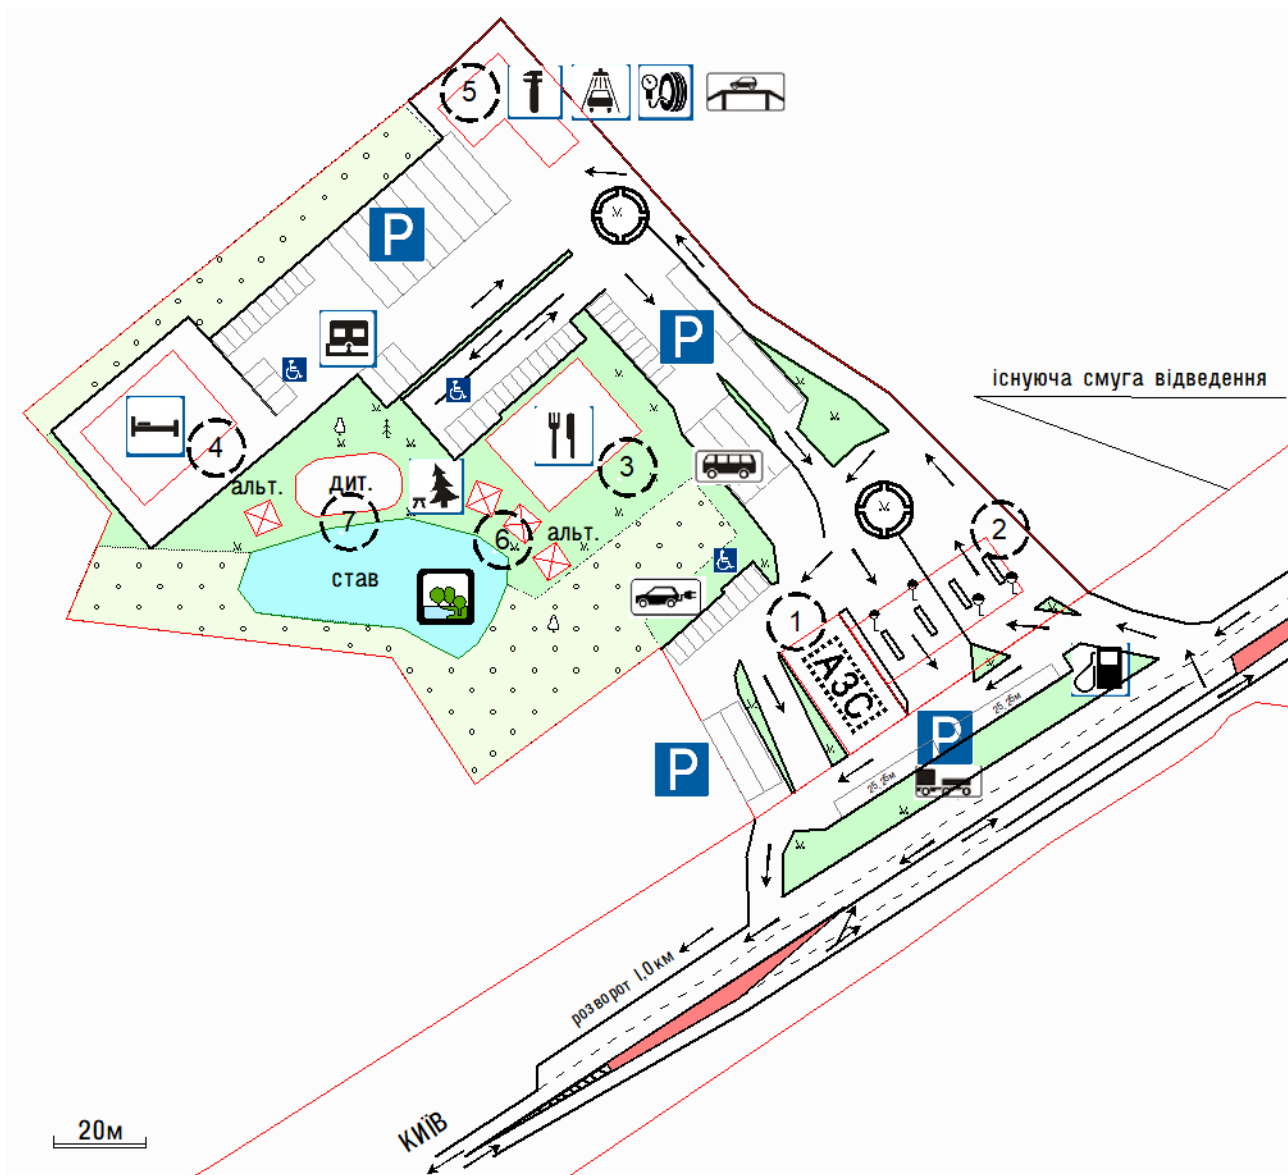 5
P
P
існуюча смуга відведення
4
3
альт.
дит.
7
6
альт.
2
став
1
АЗС
25,25м
P
P
25,25м
розворот 1,0км
20м
КИЇВ